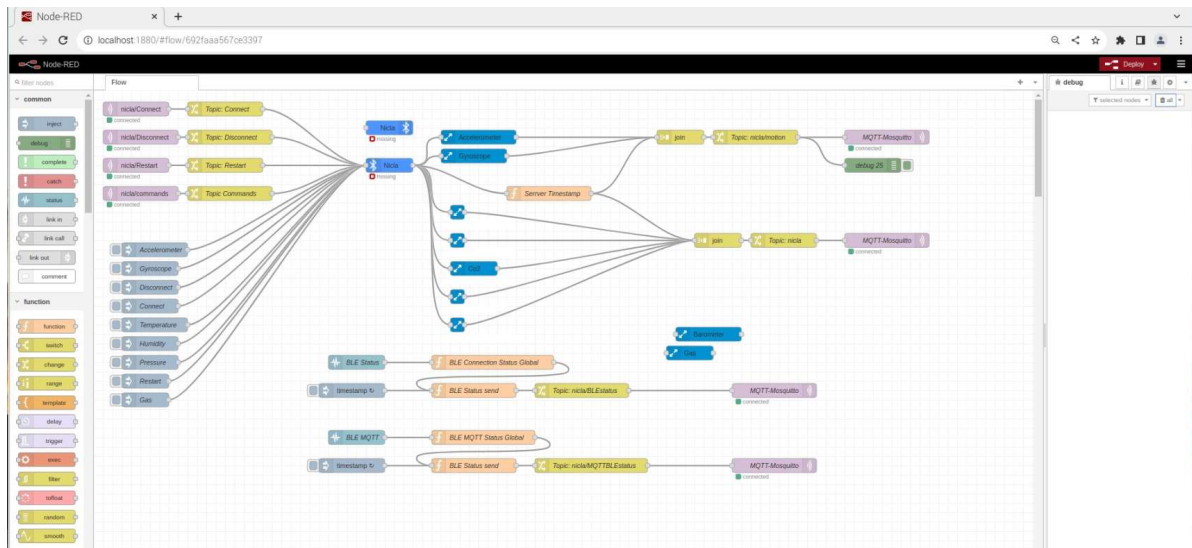 Node-RED
localhost:1880/#flow/692faaa567ce3397
Node-RED
Deploy
filter nodes
Flow
debug
common
selected nodes
all
inject
debug
complete
catch
status
link in
link call
link out
comment
function
function
switch
change
range
template
delay
trigger
exec
filter
rdfout
random
smooth
nicla/Connect
connected
Topic: Connect
nicla/Disconnect
connected
Topic: Disconnect
nicla/Restart
connected
Topic: Restart
nicla/commands
connected
Topic Commands
Accelerometer
Gyroscope
Disconnect
Connect
Temperature
Humidity
Pressure
Restart
Gas
Nicla
missing
Nicla
missing
Accelerometer
Gyroscope
Serrver Timestamp
Co2
join
Topic: nicla/motion
MQTT-Mosquitto
connected
debug 25
join
Topic: nicla
MQTT-Mosquitto
connected
Barometer
Gas
BLE Status
BLE Connection Status Global
timestamp ↻
BLE Status send
Topic: nicla/BLEstatus
MQTT-Mosquitto
connected
BLE MQTT
BLE MQTT Status Global
timestamp ↻
BLE Status send
Topic: nicla/MQTTBLEstatus
MQTT-Mosquitto
connected